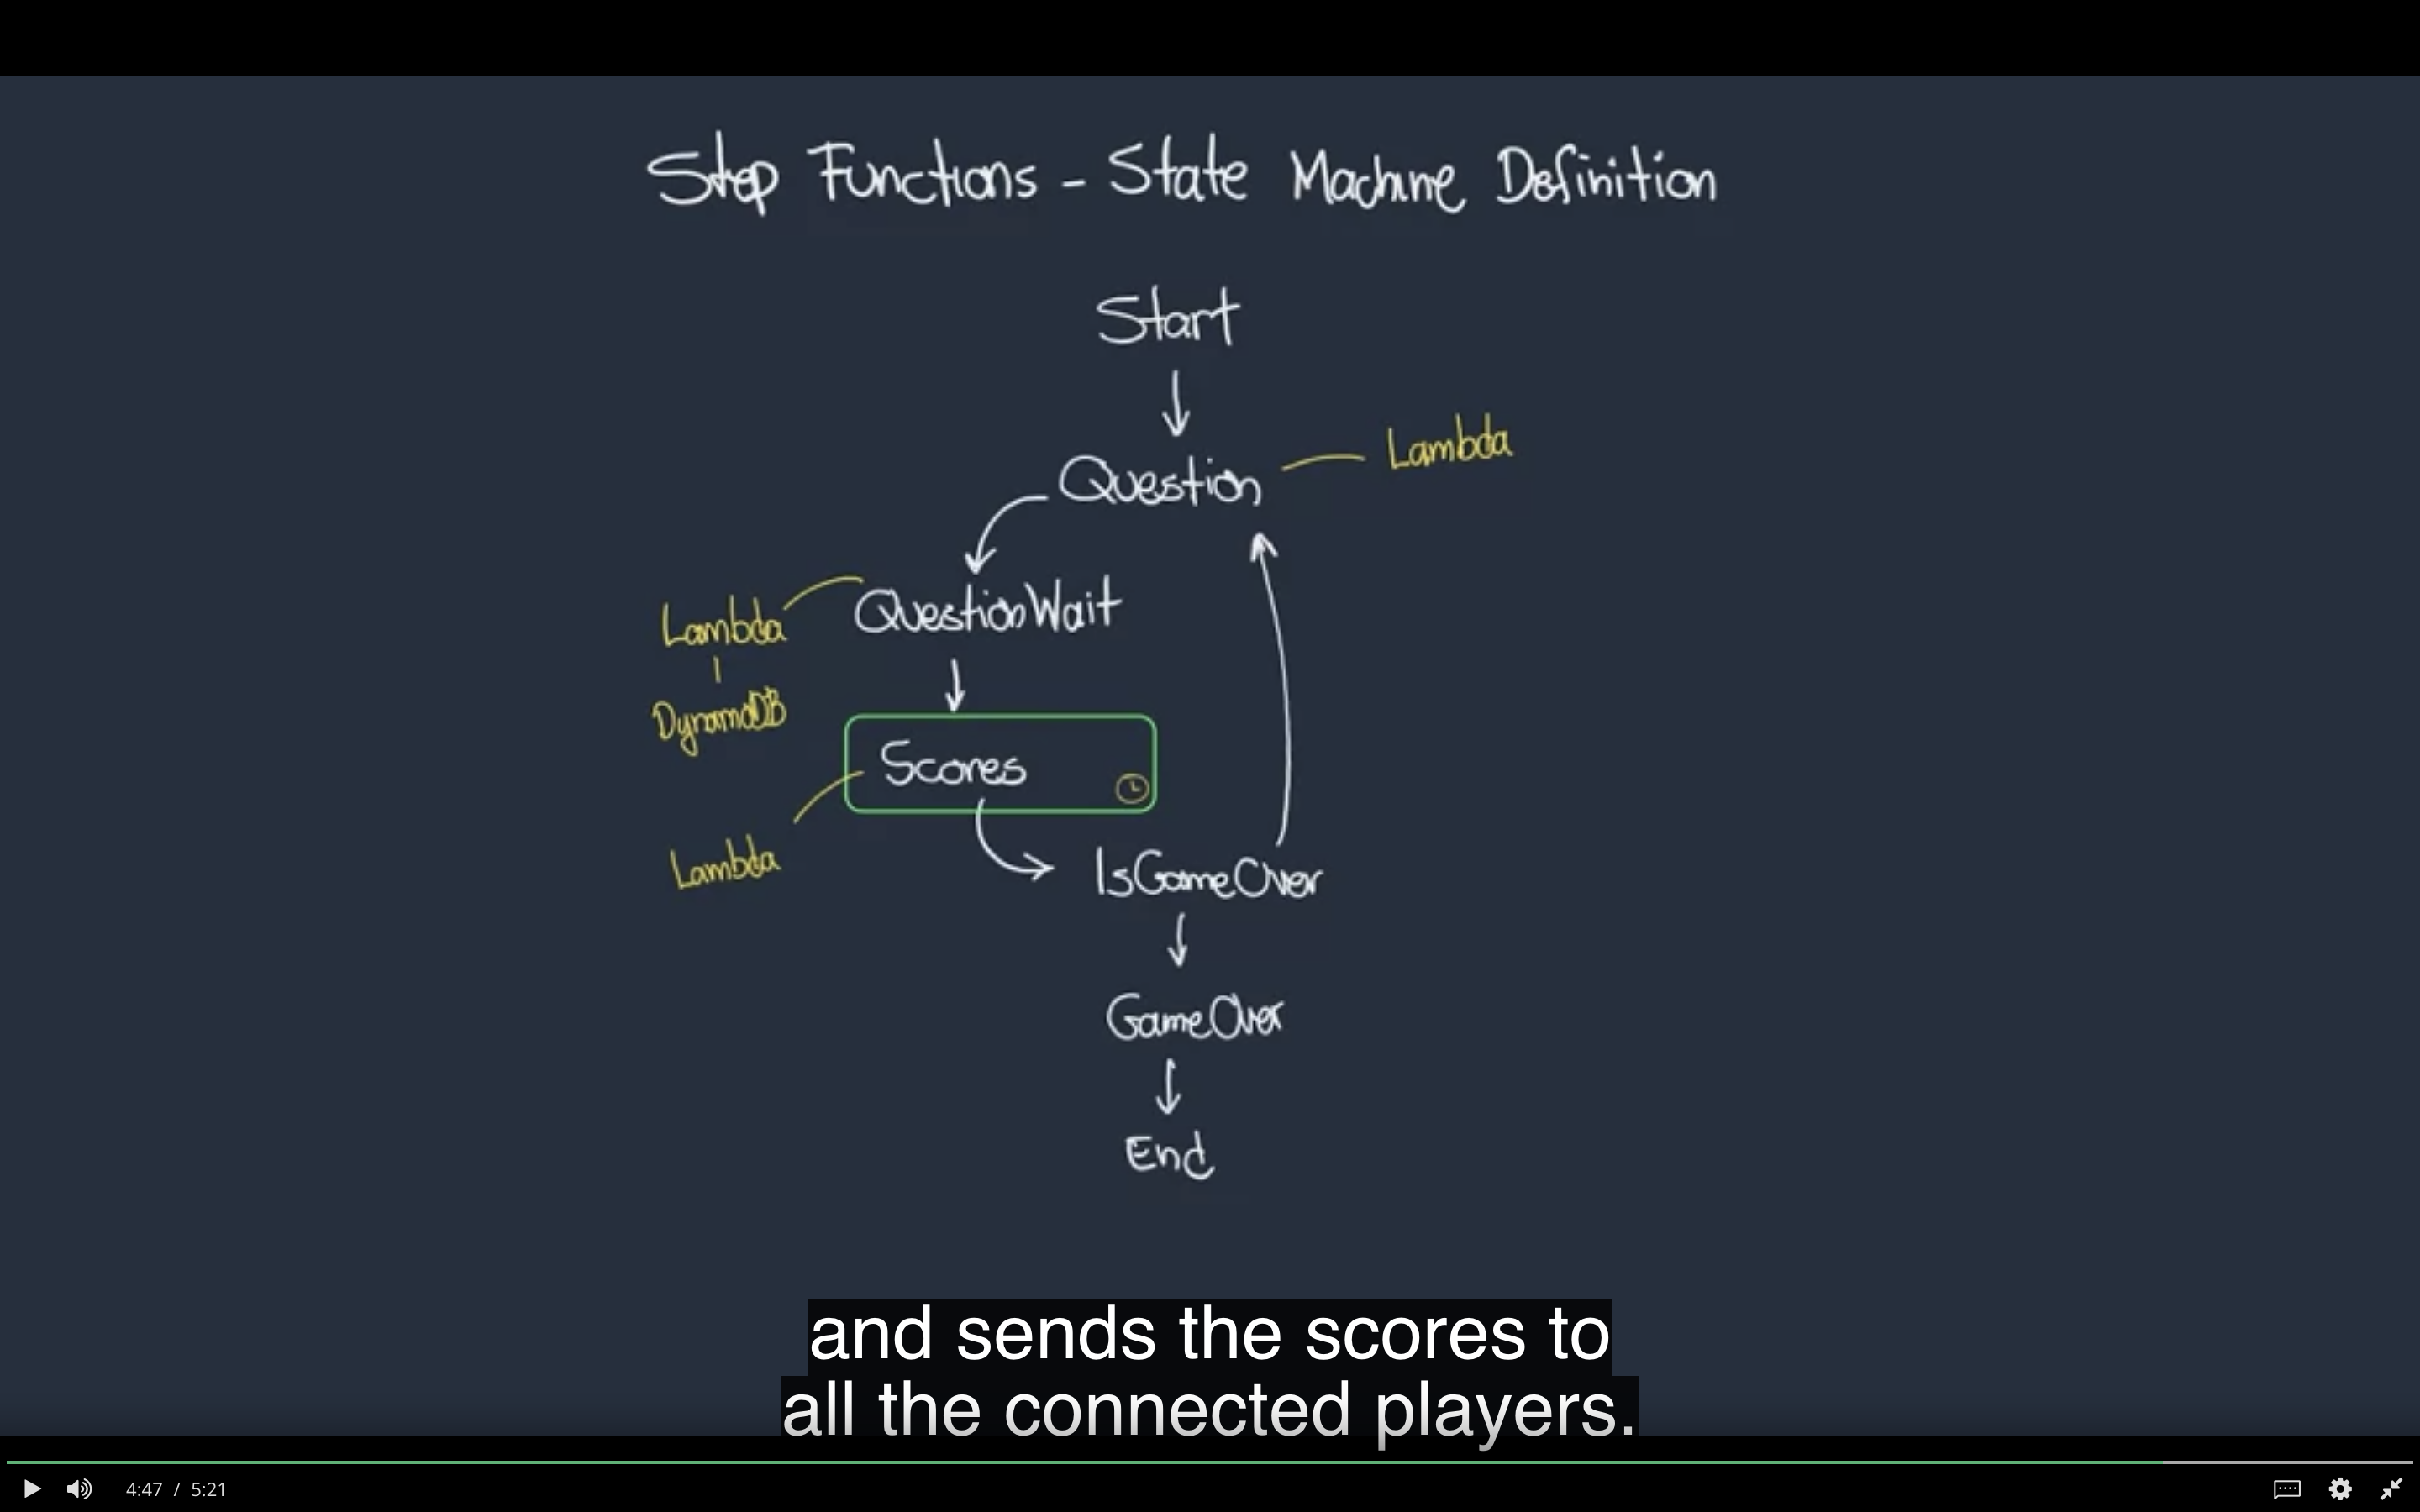 Step Functions - State Machine Definition
Start
Question
Lambda
QuestionWait
Lambda
DynamoDB
Scores
Lambda
IsGameOver
GameOver
End
and sends the scores to
all the connected players.
4:47 / 5:21